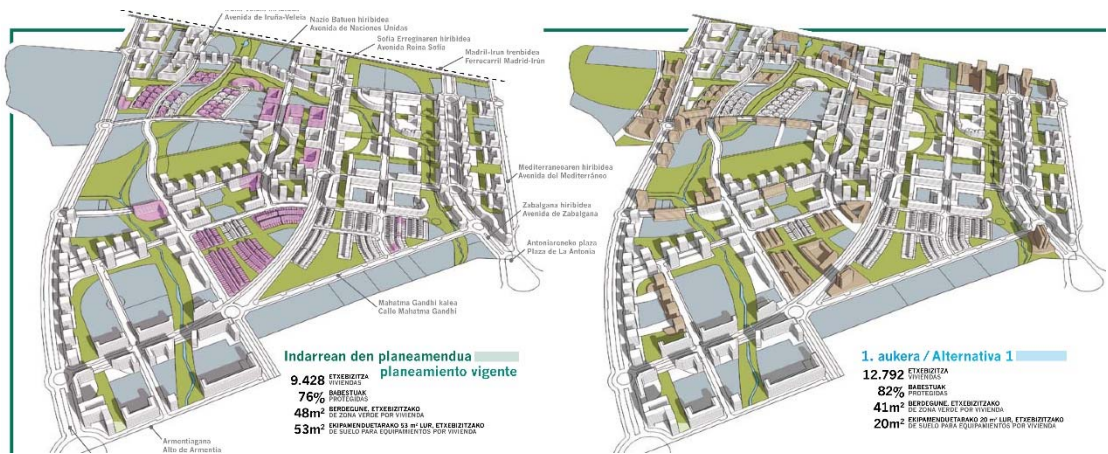 Avenida de Iruña-Veleia
Nazio Batuen hiribidea
Avenida de Naciones Unidas
Sofia Erreginaren hiribidea
Avenida Reina Sofia
Madril-Irun trenbidea
Ferrocarril Madrid-Irún
Mediterraneoaren hiribidea
Avenida del Mediterráneo
Zabalgana hiribidea
Avenida de Zabalgana
Antoniaraneko plaza
Plaza de La Antonia
Mahatma Gandhi kalea
Calle Mahatma Gandhi
Armontiagana
Alto de Armentia
Indarrean den planeamendua
planeamiento vigente
9.428 ETXEBIZITZA
VIVIENDAS
76% BABESTUAK
PROTEGIDAS
48m² BERDEGUNE, ETXEBIZITZAKO
DE ZONA VERDE POR VIVIENDA
53m² EKIPAMENDUETARAKO 53 m² LUR, ETXEBIZITZAKO
DE SUELO PARA EQUIPAMIENTOS POR VIVIENDA
1. aukera / Alternativa 1
12.792 ETXEBIZITZA
VIVIENDAS
82% BABESTUAK
PROTEGIDAS
41m² BERDEGUNE, ETXEBIZITZAKO
DE ZONA VERDE POR VIVIENDA
20m² EKIPAMENDUETARAKO 20 m² LUR, ETXEBIZITZAKO
DE SUELO PARA EQUIPAMIENTOS POR VIVIENDA